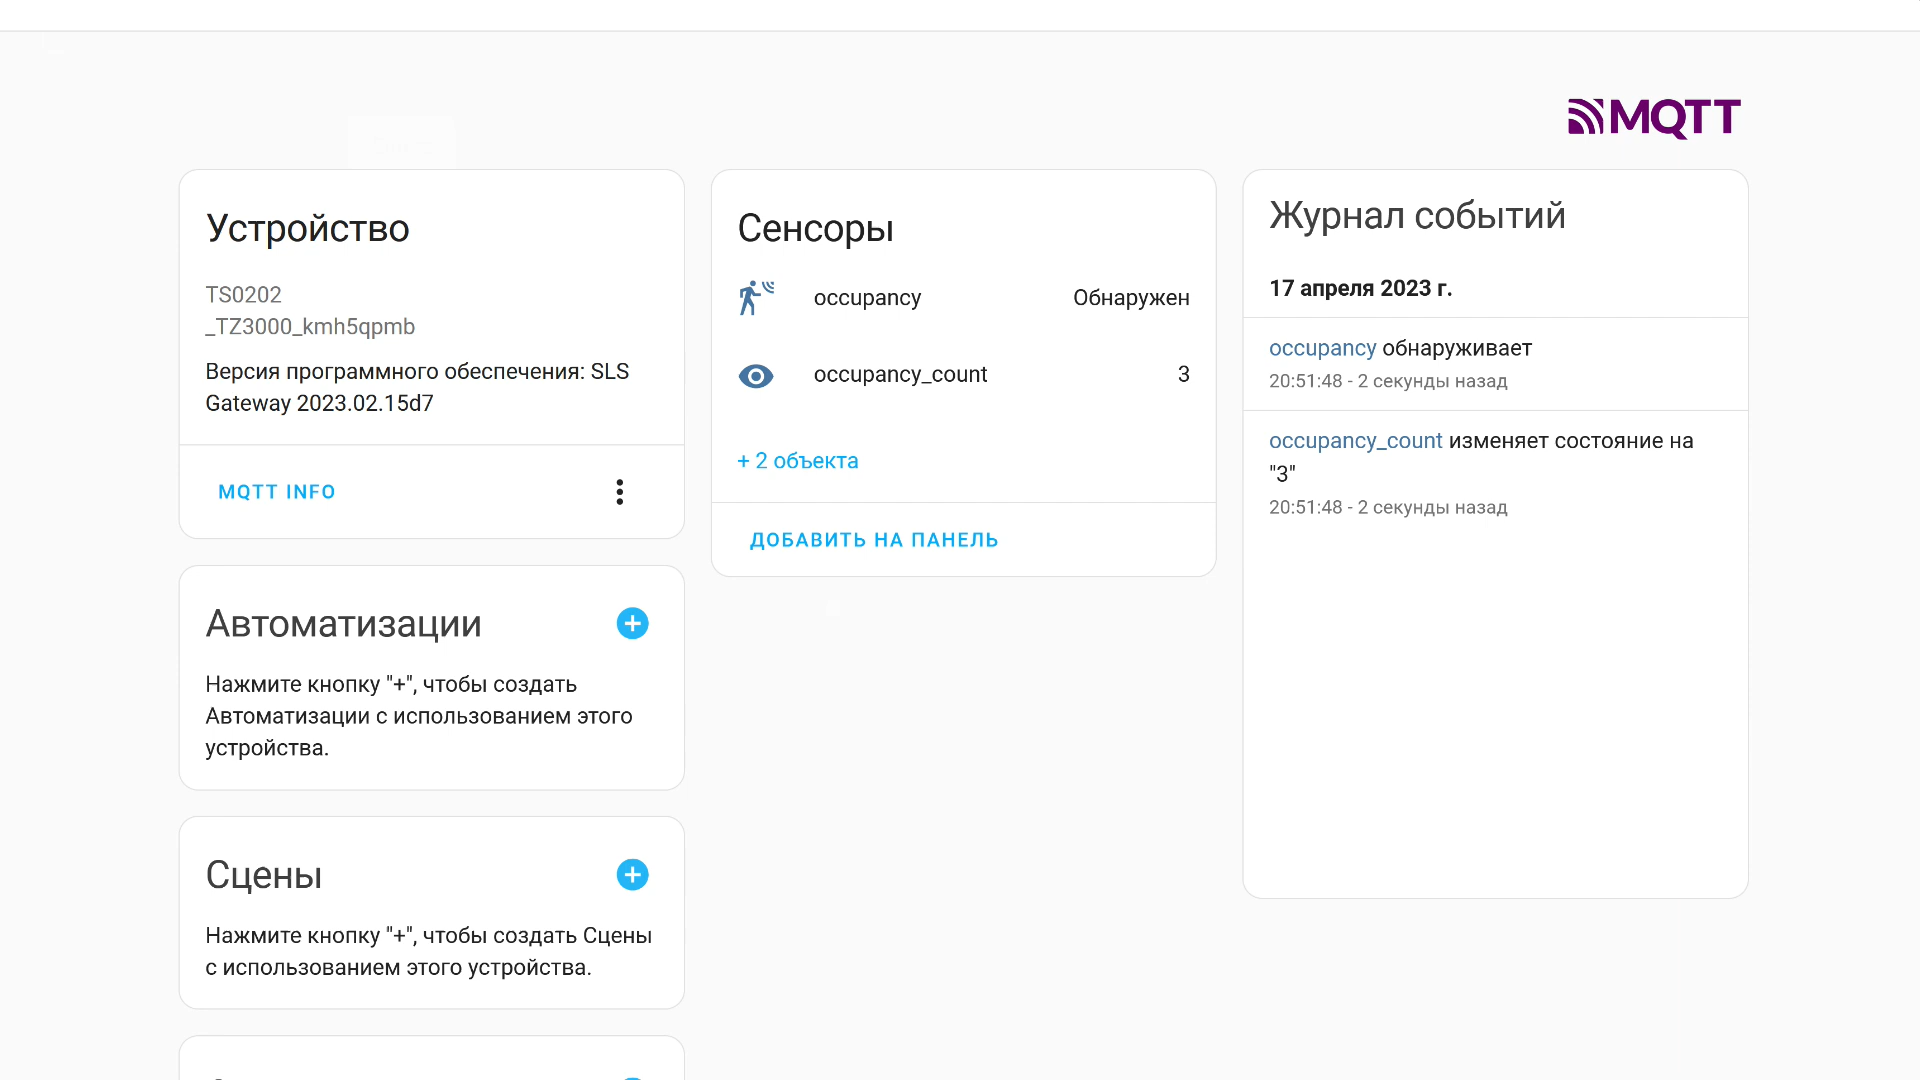 MQTT
Устройство
TS0202
_TZ3000_kmh5qpmb
Версия программного обеспечения: SLS
Gateway 2023.02.15d7
MQTT INFO
Автоматизации
Нажмите кнопку "+", чтобы создать
Автоматизации с использованием этого
устройства.
Сцены
Нажмите кнопку "+", чтобы создать Сцены
с использованием этого устройства.
Сенсоры
occupancy Обнаружен
occupancy_count 3
+ 2 объекта
ДОБАВИТЬ НА ПАНЕЛЬ
Журнал событий
17 апреля 2023 г.
occupancy обнаруживает
20:51:48 - 2 секунды назад
occupancy_count изменяет состояние на
"3"
20:51:48 - 2 секунды назад